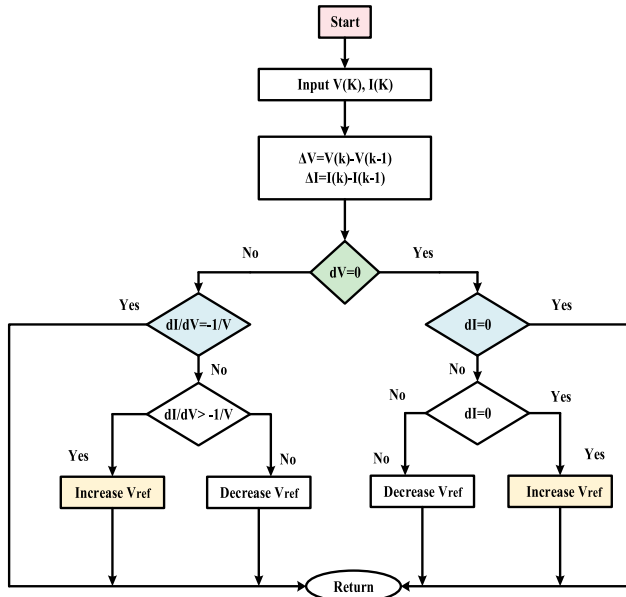 Start
Input V(K), I(K)
ΔV=V(k)-V(k-1)
ΔI=I(k)-I(k-1)
No
Yes
dV=0
Yes
dI/dV=-1/V
dI=0
Yes
No
No
dI/dV> -1/V
No
dI=0
Yes
Yes
No
No
Yes
Increase Vref
Decrease Vref
Decrease Vref
Increase Vref
Return